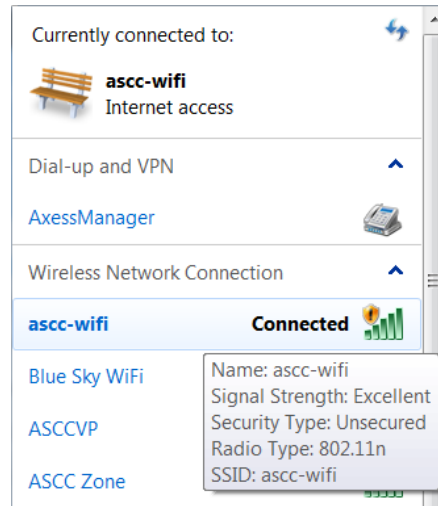 Currently connected to:
ascc-wifi
Internet access
Dial-up and VPN
AxessManager
Wireless Network Connection
ascc-wifi Connected
Blue Sky WiFi
ASCCVP
ASCC Zone
Name: ascc-wifi
Signal Strength: Excellent
Security Type: Unsecured
Radio Type: 802.11n
SSID: ascc-wifi